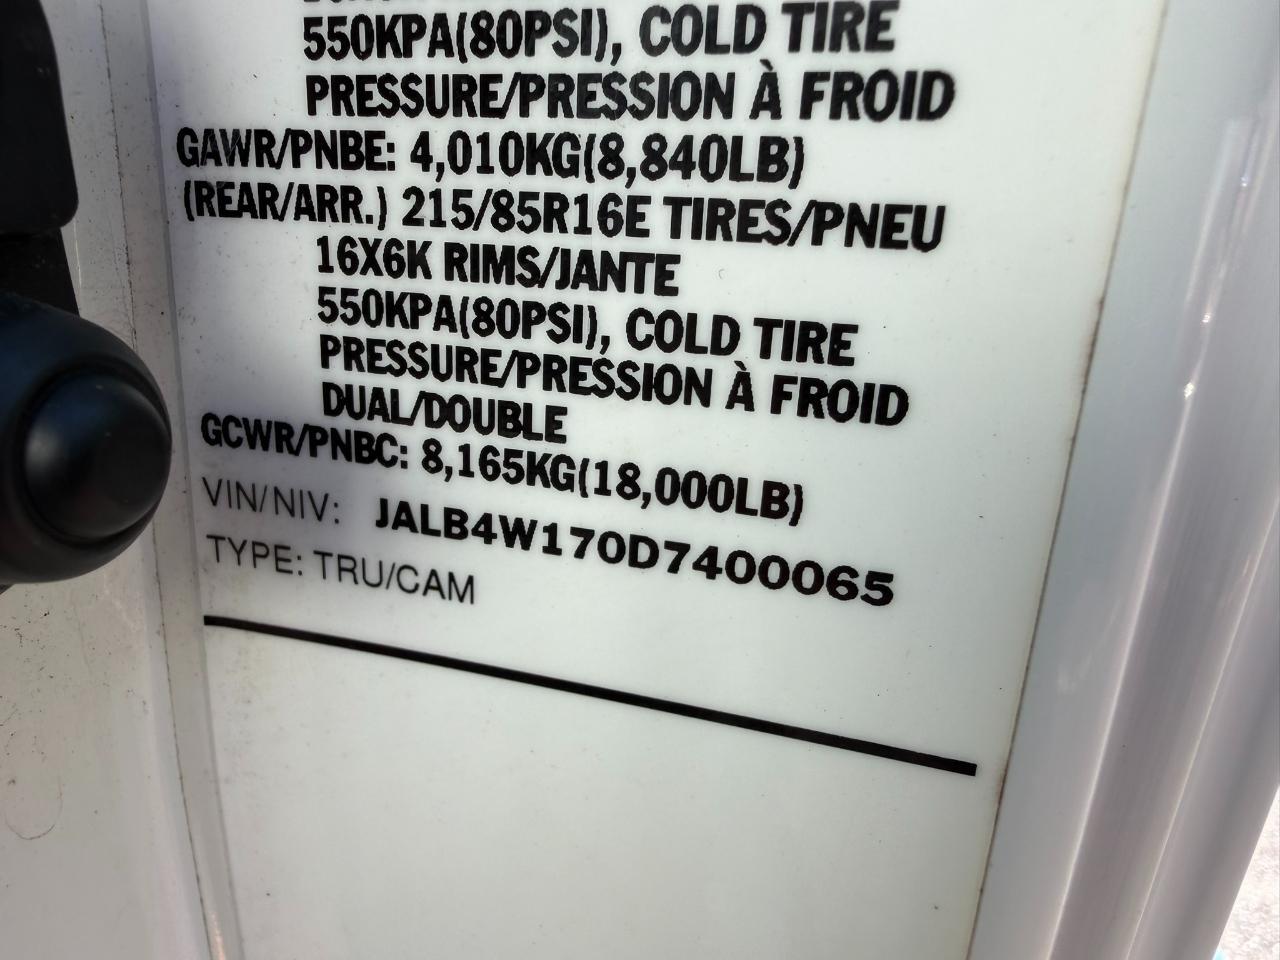 550KPA(80PSI), COLD TIRE
PRESSURE/PRESSION À FROID
GAWR/PNBE: 4,010KG(8,840LB)
(REAR/ARR.) 215/85R16E TIRES/PNEU
16X6K RIMS/JANTE
550KPA(80PSI), COLD TIRE
PRESSURE/PRESSION À FROID
DUAL/DOUBLE
GCWR/PNBC: 8,165KG(18,000LB)
VIN/NIV: JALB4W170D7400065
TYPE: TRU/CAM